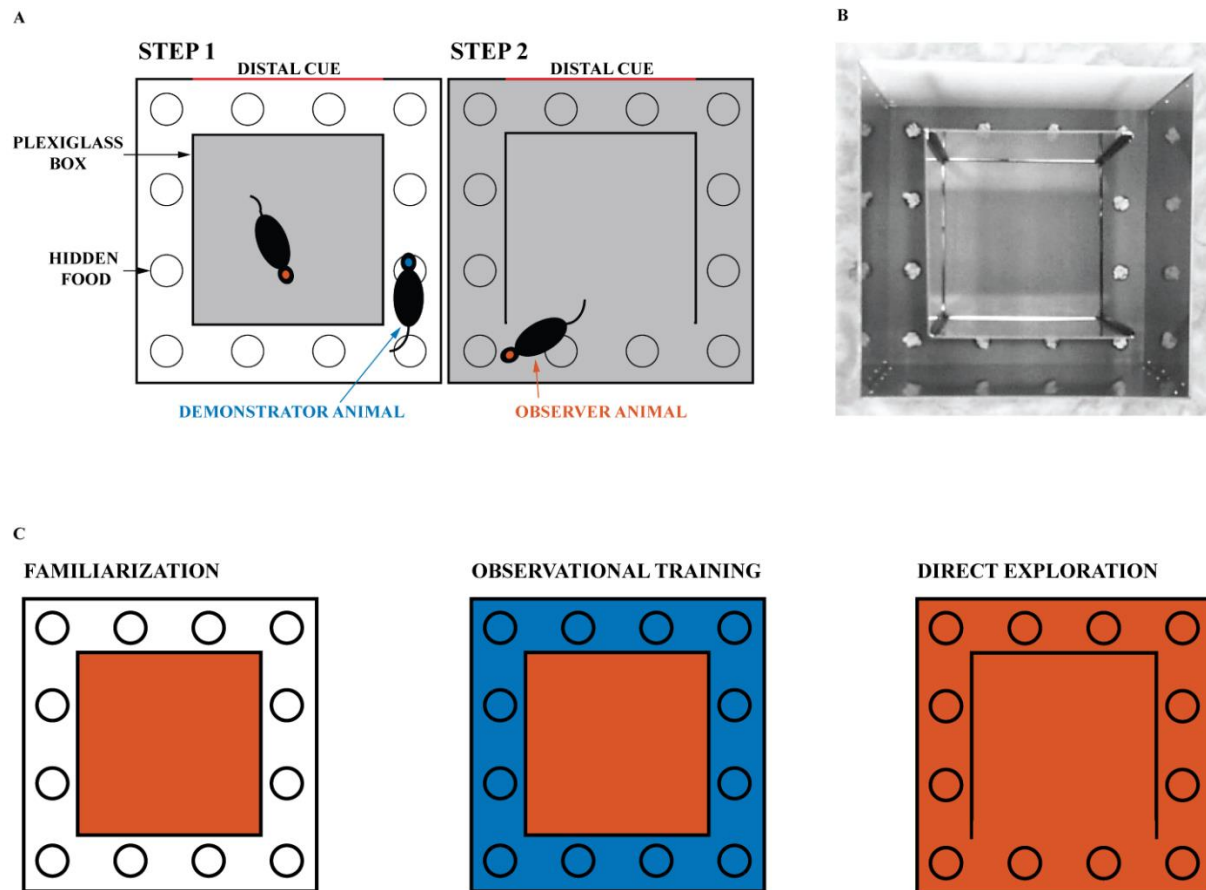 A
B
STEP 1
STEP 2
DISTAL CUE
DISTAL CUE
PLEXIGLASS
BOX
HIDDEN
FOOD
DEMONSTRATOR ANIMAL
OBSERVER ANIMAL
C
FAMILIARIZATION
OBSERVATIONAL TRAINING
DIRECT EXPLORATION